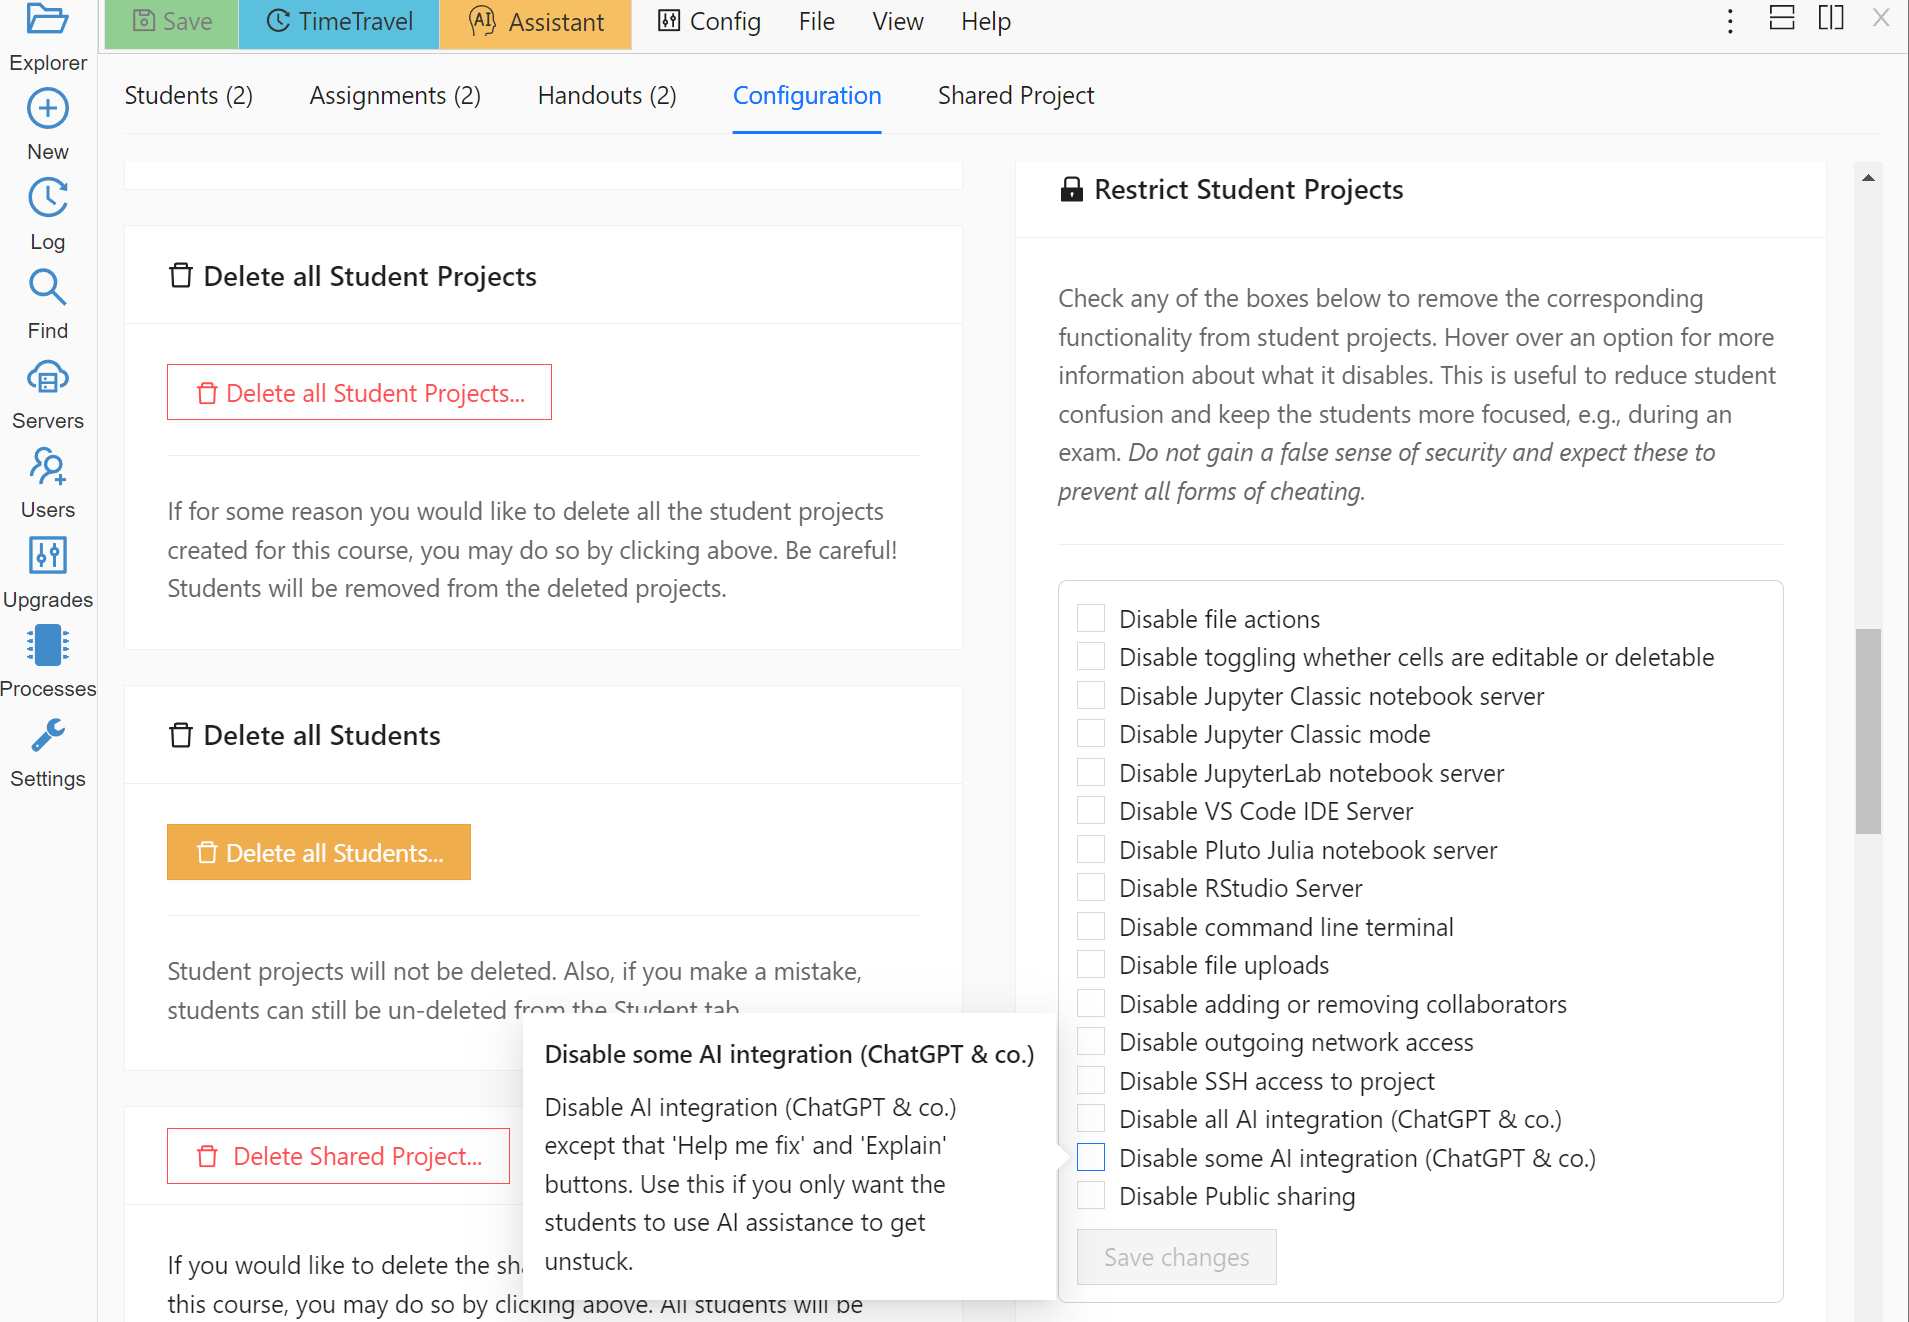 Explorer
New
Log
Find
Servers
Users
Upgrades
Processes
Settings
Save
TimeTravel
AI
Assistant
Config
File
View
Help
Students (2)
Assignments (2)
Handouts (2)
Configuration
Shared Project
Delete all Student Projects
Delete all Student Projects...
If for some reason you would like to delete all the student projects
created for this course, you may do so by clicking above. Be careful!
Students will be removed from the deleted projects.
Delete all Students
Delete all Students...
Student projects will not be deleted. Also, if you make a mistake,
students can still be un-deleted from the Student tab
Delete Shared Project...
If you would like to delete the
this course, you may do so by clicking above. All students will be
Disable some AI integration (ChatGPT & co.)
Disable AI integration (ChatGPT & co.)
except that 'Help me fix' and 'Explain'
buttons. Use this if you only want the
students to use AI assistance to get
unstuck.
Restrict Student Projects
Check any of the boxes below to remove the corresponding
functionality from student projects. Hover over an option for more
information about what it disables. This is useful to reduce student
confusion and keep the students more focused, e.g., during an
exam. Do not gain a false sense of security and expect these to
prevent all forms of cheating.
Disable file actions
Disable toggling whether cells are editable or deletable
Disable Jupyter Classic notebook server
Disable Jupyter Classic mode
Disable JupyterLab notebook server
Disable VS Code IDE Server
Disable Pluto Julia notebook server
Disable RStudio Server
Disable command line terminal
Disable file uploads
Disable adding or removing collaborators
Disable outgoing network access
Disable SSH access to project
Disable all AI integration (ChatGPT & co.)
Disable some AI integration (ChatGPT & co.)
Disable Public sharing
Save changes